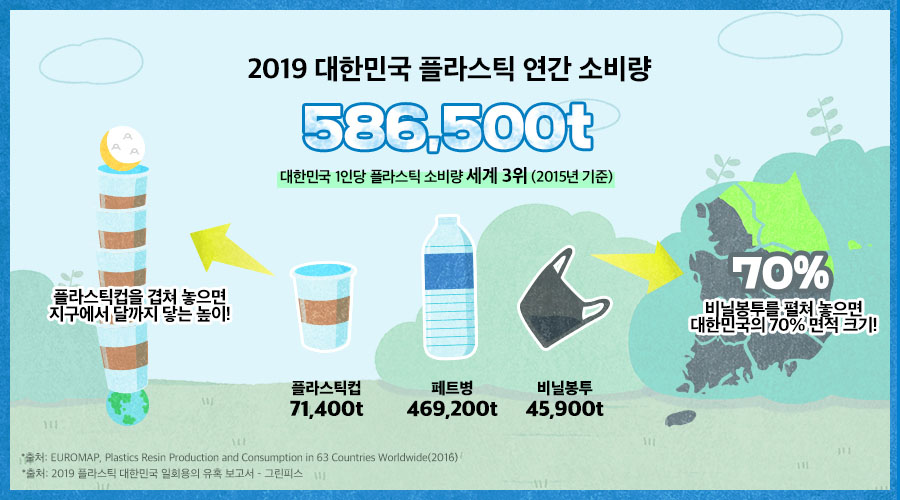 2019 대한민국 플라스틱 연간 소비량
586,500t
대한민국 1인당 플라스틱 소비량 세계 3위 (2015년 기준)
플라스틱컵을 겹쳐 놓으면
지구에서 달까지 닿는 높이!
70%
비닐봉투를 펼쳐 놓으면
대한민국의 70% 면적 크기!
플라스틱컵
71,400t
페트병
469,200t
비닐봉투
45,900t
*출처: EUROMAP, Plastics Resin Production and Consumption in 63 Countries Worldwide(2016)
*출처: 2019 플라스틱 대한민국 일회용의 유혹 보고서 - 그린피스